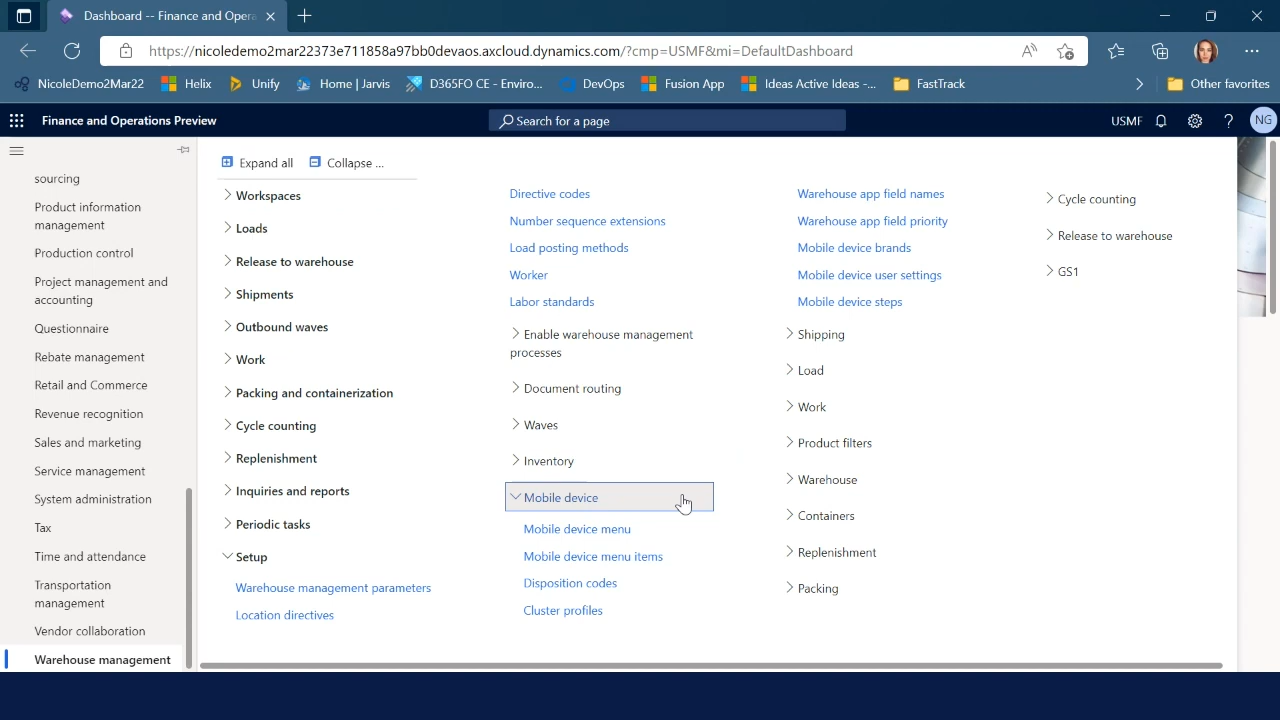 Dashboard -- Finance and Opera
https://nicoledemo2mar22373e711858a97bb0devaos.axcloud.dynamics.com/?cmp=USMF&mi=DefaultDashboard
NicoleDemo2Mar22
Helix
Unify
Home | Jarvis
D365FO CE - Enviro...
DevOps
Fusion App
Ideas Active Ideas -...
FastTrack
Other favorites
Finance and Operations Preview
Search for a page
USMF
?
NG
sourcing
Product information
management
Production control
Project management and
accounting
Questionnaire
Rebate management
Retail and Commerce
Revenue recognition
Sales and marketing
Service management
System administration
Tax
Time and attendance
Transportation
management
Vendor collaboration
Warehouse management
Expand all
Collapse ...
Workspaces
Loads
Release to warehouse
Shipments
Outbound waves
Work
Packing and containerization
Cycle counting
Replenishment
Inquiries and reports
Periodic tasks
Setup
Warehouse management parameters
Location directives
Directive codes
Number sequence extensions
Load posting methods
Worker
Labor standards
Enable warehouse management
processes
Document routing
Waves
Inventory
Mobile device
Mobile device menu
Mobile device menu items
Disposition codes
Cluster profiles
Warehouse app field names
Warehouse app field priority
Mobile device brands
Mobile device user settings
Mobile device steps
Shipping
Load
Work
Product filters
Warehouse
Containers
Replenishment
Packing
Cycle counting
Release to warehouse
GS1